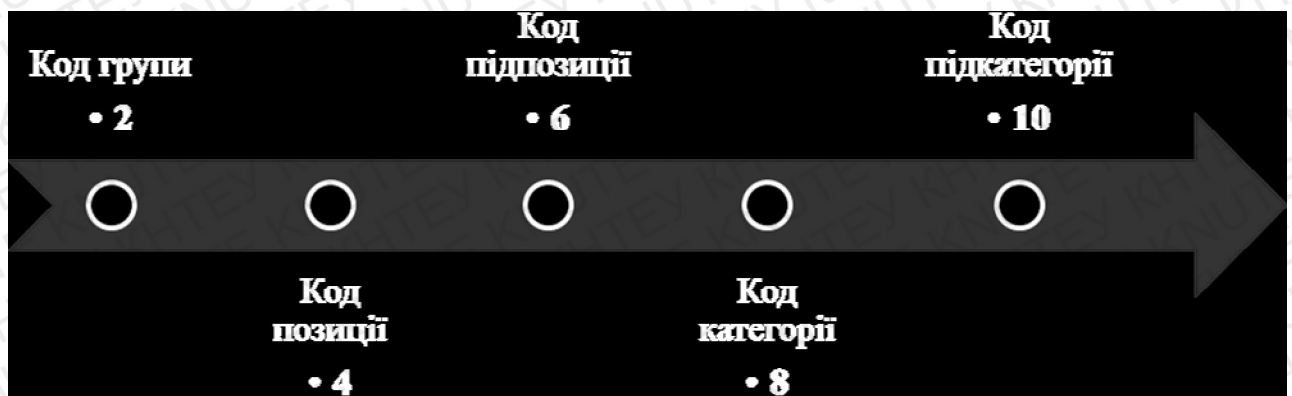 Код групи
• 2
Код
позиції
• 4
Код
підпозиції
• 6
Код
категорії
• 8
Код
підкатегорії
• 10